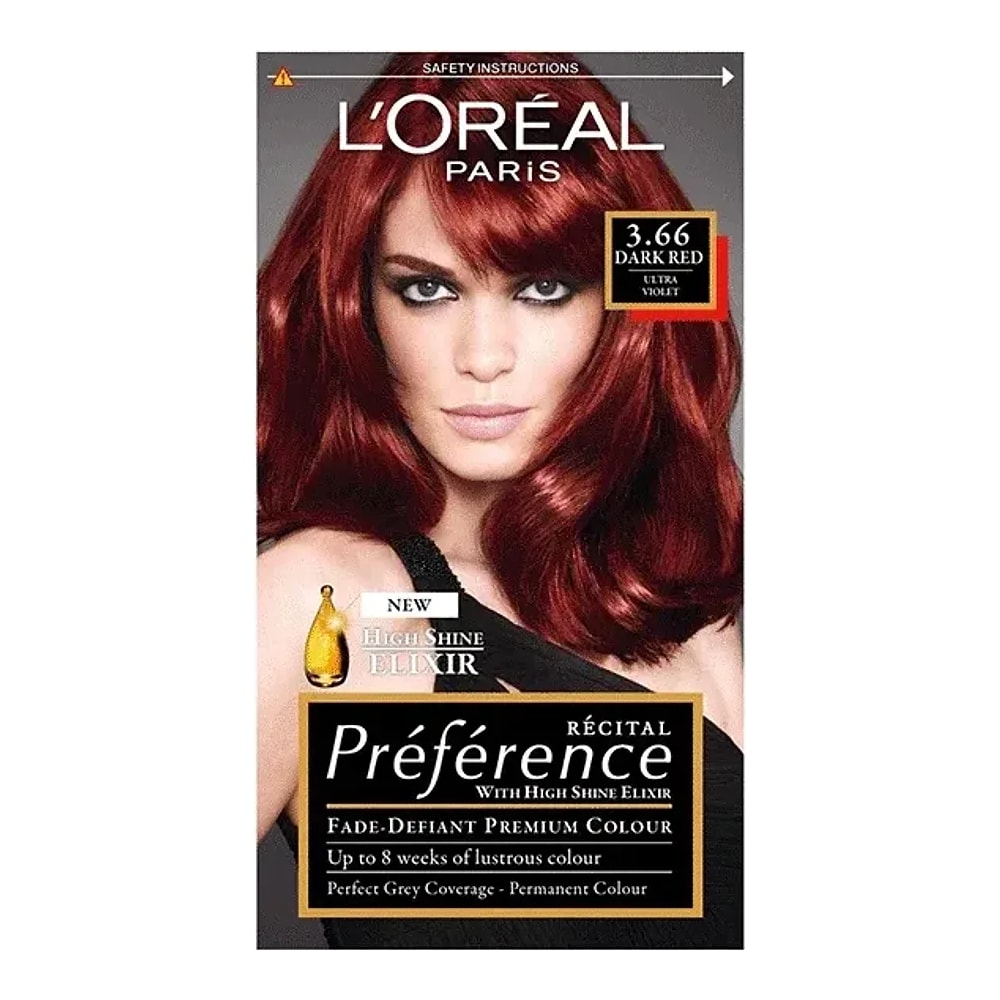 SAFETY INSTRUCTIONS
L'ORÉAL
PARiS
3.66
DARK RED
ULTRA
VIOLET
NEW
HIGH SHINE
ELIXIR
RÉCITAL
Préférence
WITH HIGH SHINE ELIXIR
FADE-DEFIANT PREMIUM COLOUR
Up to 8 weeks of lustrous colour
Perfect Grey Coverage - Permanent Colour